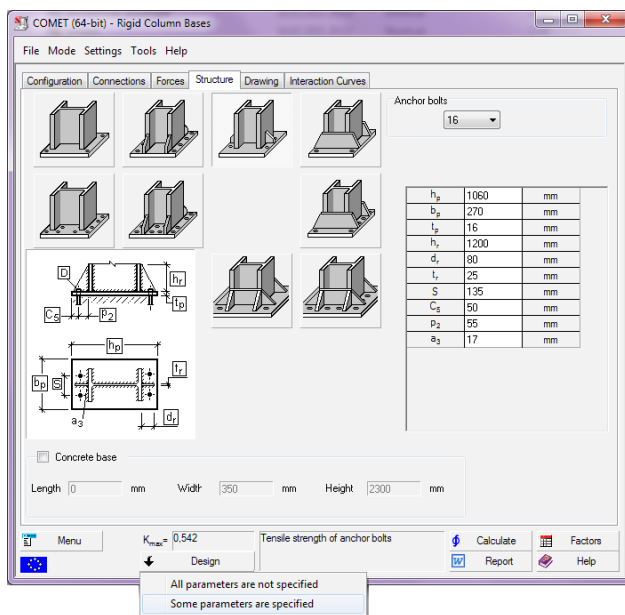 COMET (64-bit) - Rigid Column Bases
File Mode Settings Tools Help
Configuration Connections Forces Structure Drawing Interaction Curves
Anchor bolts
16
hp 1060 mm
bp 270 mm
tp 16 mm
hr 1200 mm
dr 80 mm
tr 25 mm
S 135 mm
C5 50 mm
p2 55 mm
a3 17 mm
D
hr
tp
C5 p2
hp
bp S tr
a3 dr
Concrete base
Length 0 mm Width 350 mm Height 2300 mm
Menu Kmax= 0,542 Tensile strength of anchor bolts Calculate Factors
Design Report Help
All parameters are not specified
Some parameters are specified